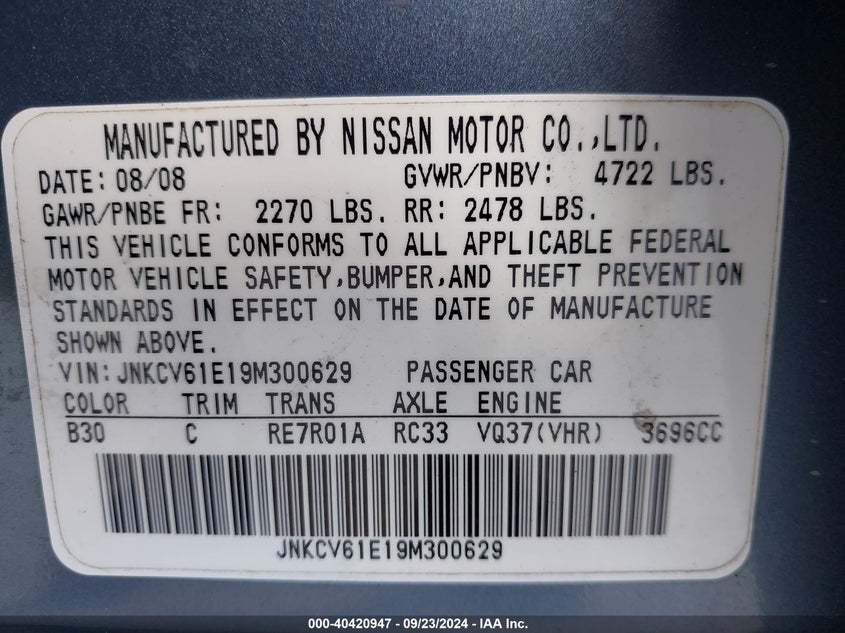 MANUFACTURED BY NISSAN MOTOR CO.,LTD.
DATE: 08/08 GVWR/PNBV: 4722 LBS.
GAWR/PNBE FR: 2270 LBS. RR: 2478 LBS.
THIS VEHICLE CONFORMS TO ALL APPLICABLE FEDERAL
MOTOR VEHICLE SAFETY,BUMPER,AND THEFT PREVENTION
STANDARDS IN EFFECT ON THE DATE OF MANUFACTURE
SHOWN ABOVE.
VIN:JNKCV61E19M300629 PASSENGER CAR
COLOR TRIM TRANS AXLE ENGINE
B30 C RE7R01A RC33 VQ37(VHR) 3696CC
JNKCV61E19M300629
000-40420947 - 09/23/2024 - IAA Inc.